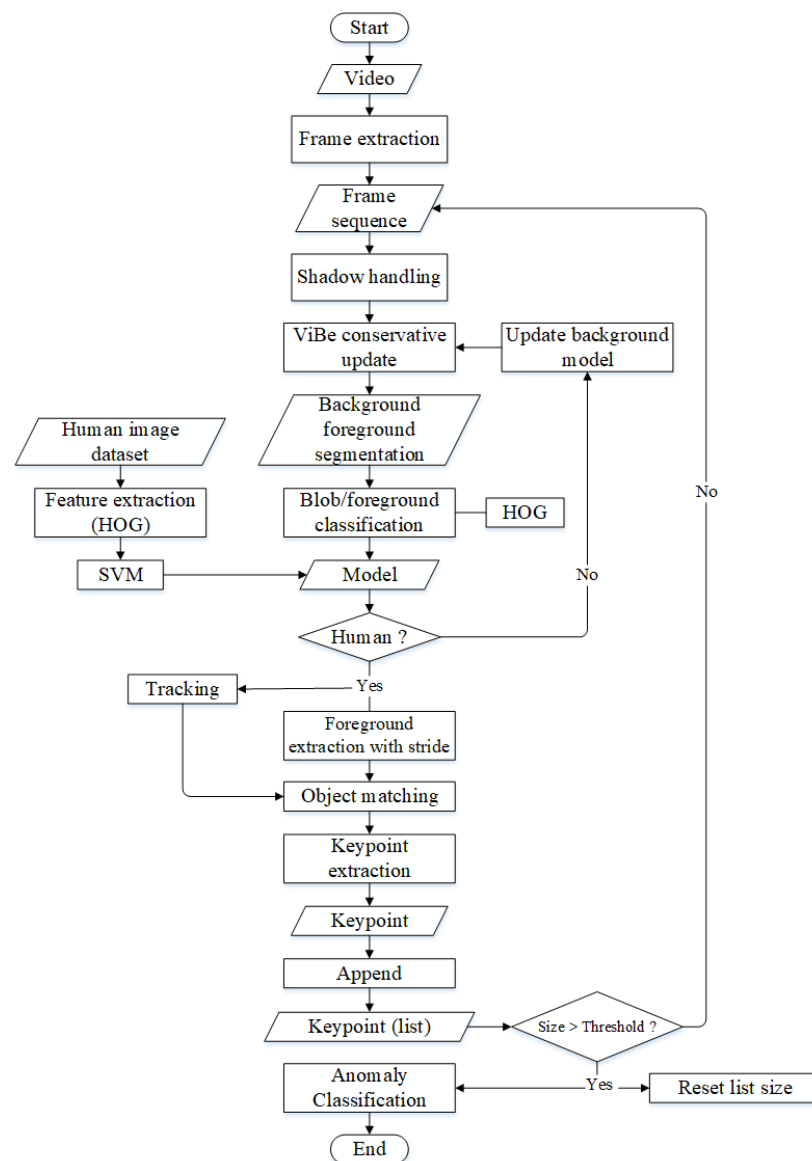 Start
Video
Frame extraction
Frame
sequence
Shadow handling
ViBe conservative
update
Update background
model
Background
foreground
segmentation
Human image
dataset
Feature extraction
(HOG)
Blob/foreground
classification
HOG
No
SVM
Model
No
Human ?
Yes
Tracking
Foreground
extraction with stride
Object matching
Keypoint
extraction
Keypoint
Append
Keypoint (list)
Size > Threshold ?
Anomaly
Classification
Yes
Reset list size
End